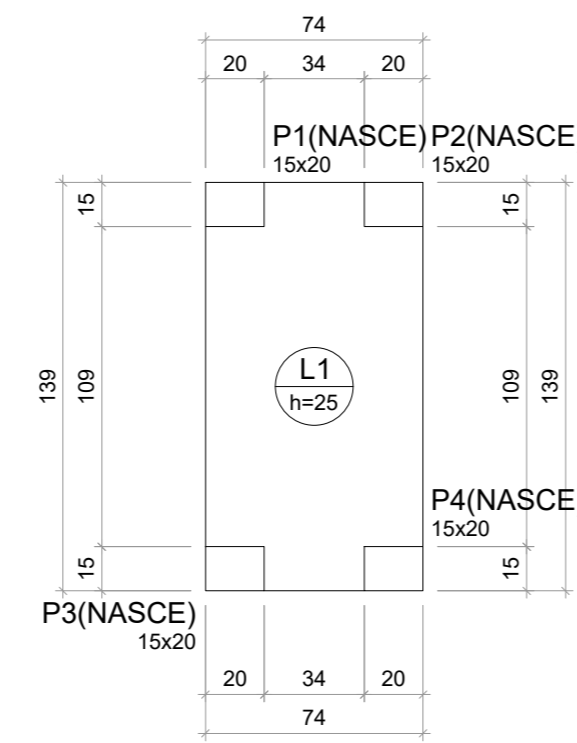 74
20 34 20
P1(NASCE) P2(NASCE
15x20 15x20
15 15
139 109 109 139
L1
h=25
P4(NASCE
15x20
15 15
P3(NASCE)
15x20
20 34 20
74